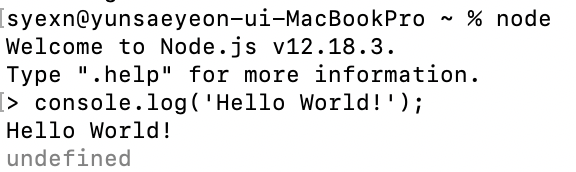 [syexn@yunsaeyeon-ui-MacBookPro ~ % node
Welcome to Node.js v12.18.3.
Type ".help" for more information.
[> console.log('Hello World!');
Hello World!
undefined